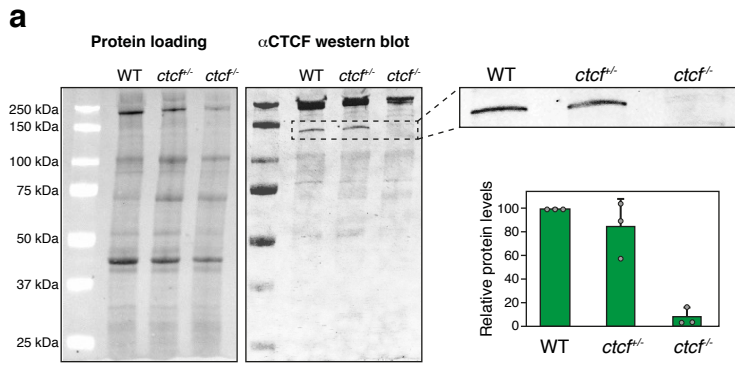 a
Protein loading
αCTCF western blot
WT ctcf+/- ctcf-/-
WT ctcf+/- ctcf-/-
WT ctcf+/- ctcf-/-
250 kDa
150 kDa
100 kDa
75 kDa
50 kDa
37 kDa
25 kDa
Relative protein levels
100
80
60
40
20
0
WT ctcf+/- ctcf-/-